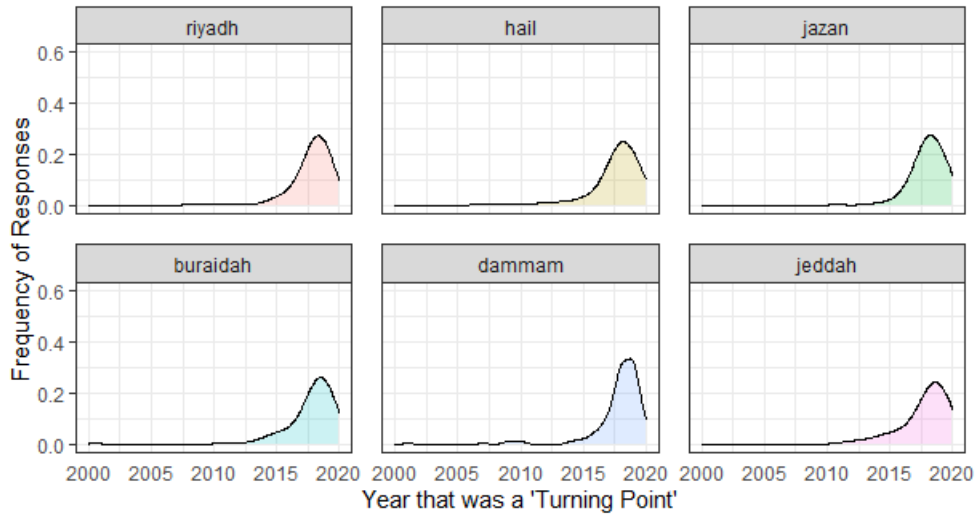 riyadh hail jazan
0.6
0.4
0.2
0.0
buraidah dammam jeddah
0.6
0.4
0.2
0.0
2000 2005 2010 2015 2020 2000 2005 2010 2015 2020 2000 2005 2010 2015 2020
Year that was a 'Turning Point'
Frequency of Responses